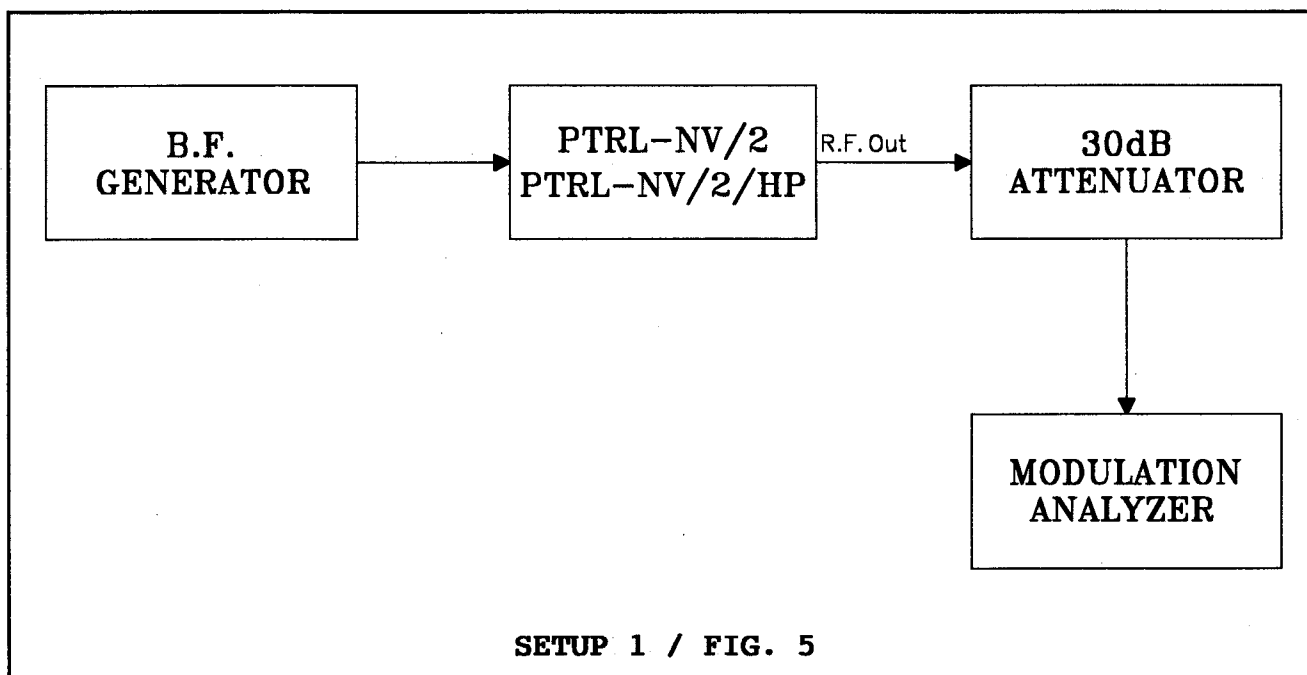 B.F.
GENERATOR
PTRL-NV/2
PTRL-NV/2/HP
R.F. Out
30dB
ATTENUATOR
MODULATION
ANALYZER
SETUP 1 / FIG. 5